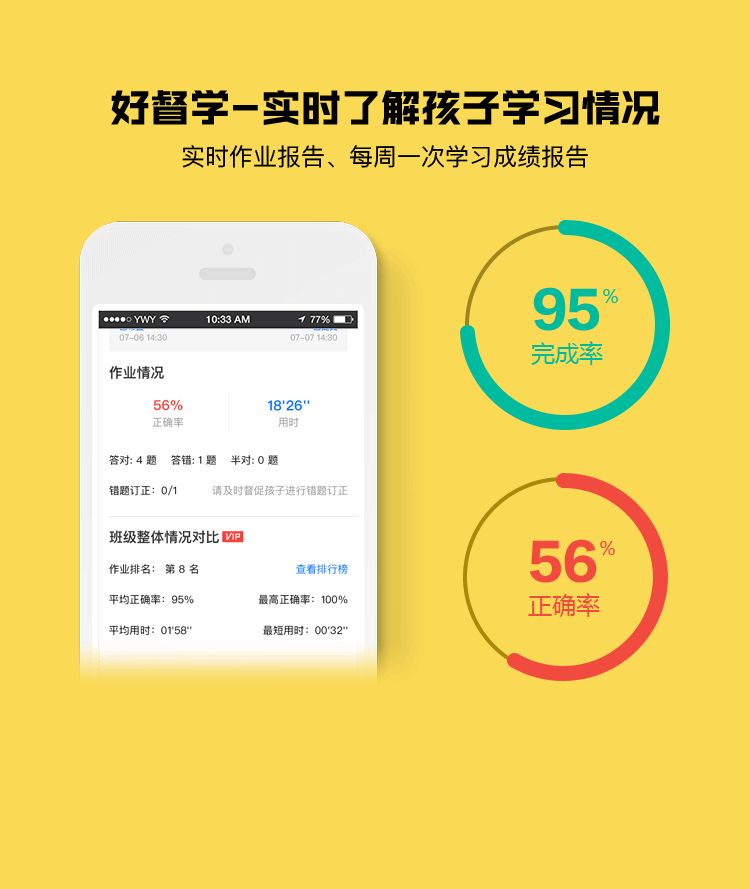 好督学-实时了解孩子学习情况
实时作业报告、每周一次学习成绩报告
YWY 10:33 AM 77%
07-06 14:30 07-07 14:30
作业情况
56% 18'26''
正确率 用时
答对: 4 题 答错: 1 题 半对: 0 题
错题订正: 0/1 请及时督促孩子进行错题订正
班级整体情况对比 VIP
作业排名: 第 8 名 查看排行榜
平均正确率: 95% 最高正确率: 100%
平均用时: 01'58'' 最短用时: 00'32''
95%
完成率
56%
正确率